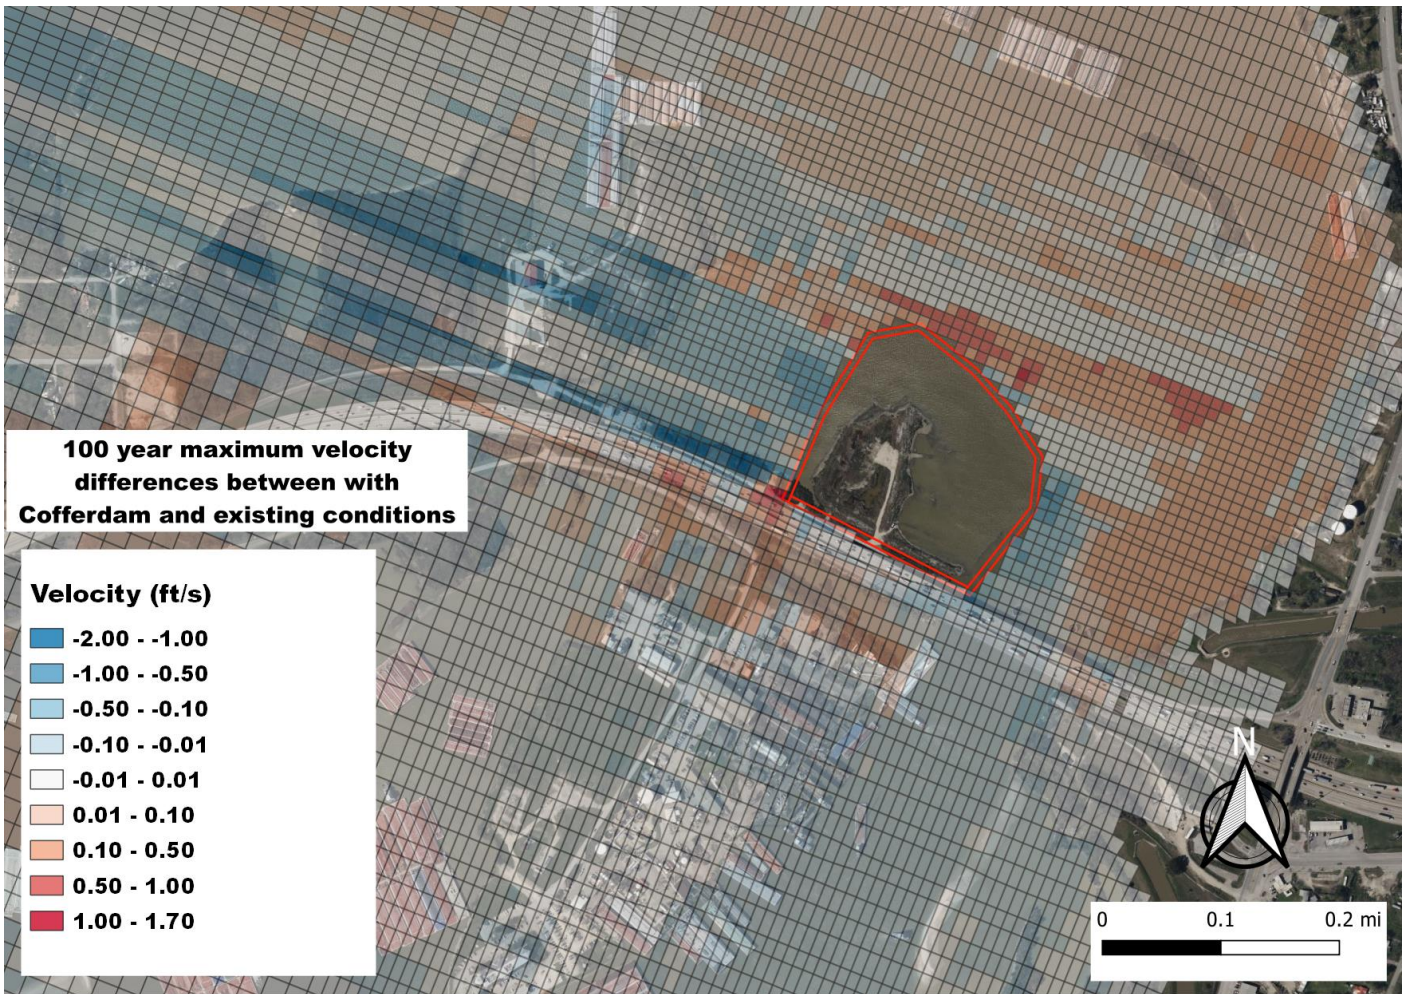 100 year maximum velocity
differences between with
Cofferdam and existing conditions
Velocity (ft/s)
-2.00 - -1.00
-1.00 - -0.50
-0.50 - -0.10
-0.10 - -0.01
-0.01 - 0.01
0.01 - 0.10
0.10 - 0.50
0.50 - 1.00
1.00 - 1.70
N
0 0.1 0.2 mi